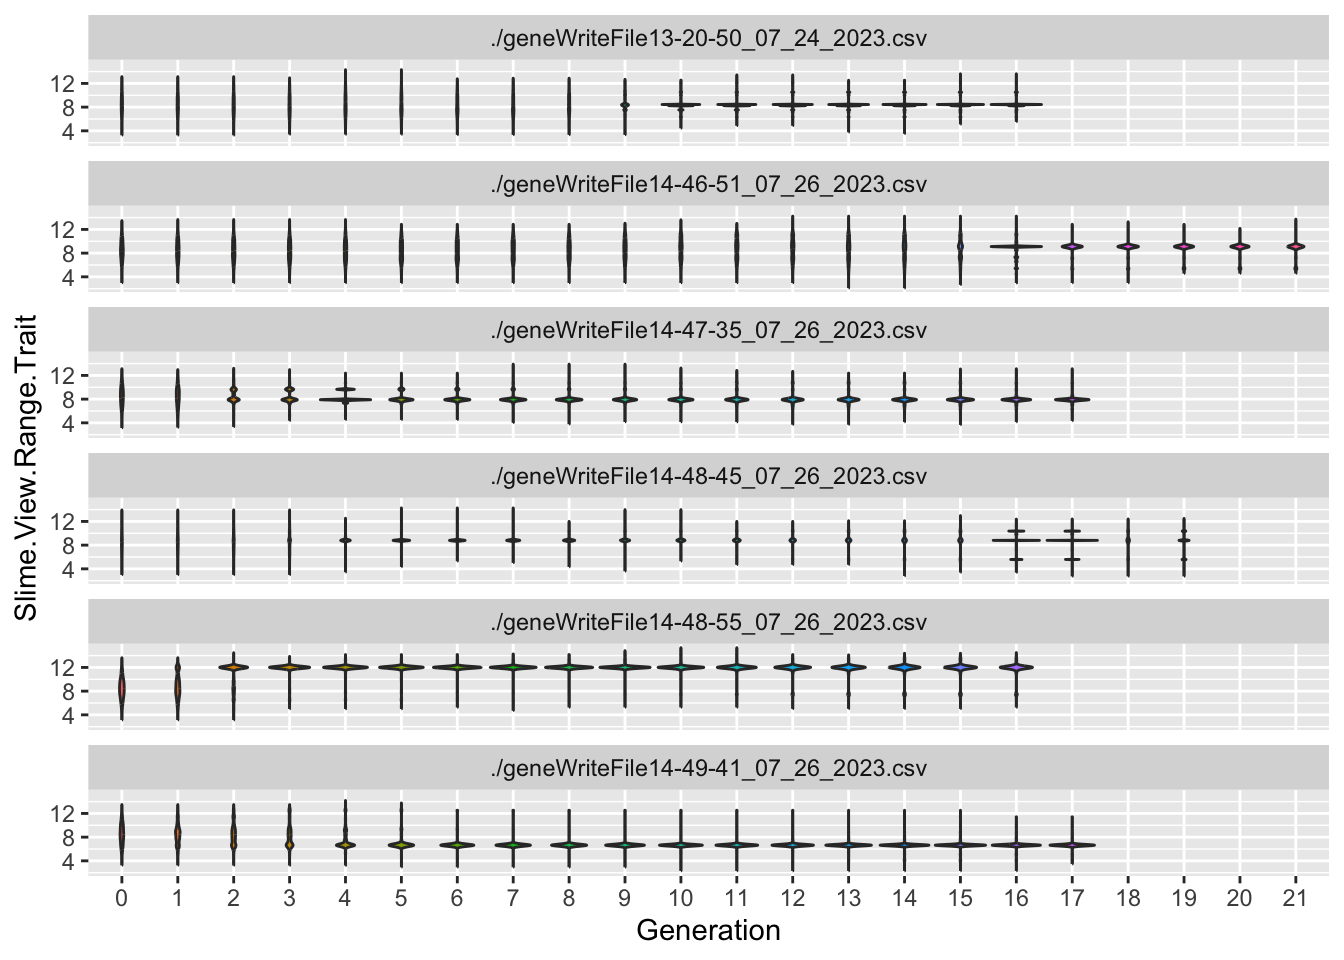 ./geneWriteFile13-20-50_07_24_2023.csv
12
8
4
./geneWriteFile14-46-51_07_26_2023.csv
12
8
4
./geneWriteFile14-47-35_07_26_2023.csv
12
8
4
./geneWriteFile14-48-45_07_26_2023.csv
12
8
4
./geneWriteFile14-48-55_07_26_2023.csv
12
8
4
./geneWriteFile14-49-41_07_26_2023.csv
12
8
4
Slime.View.Range.Trait
0 1 2 3 4 5 6 7 8 9 10 11 12 13 14 15 16 17 18 19 20 21
Generation